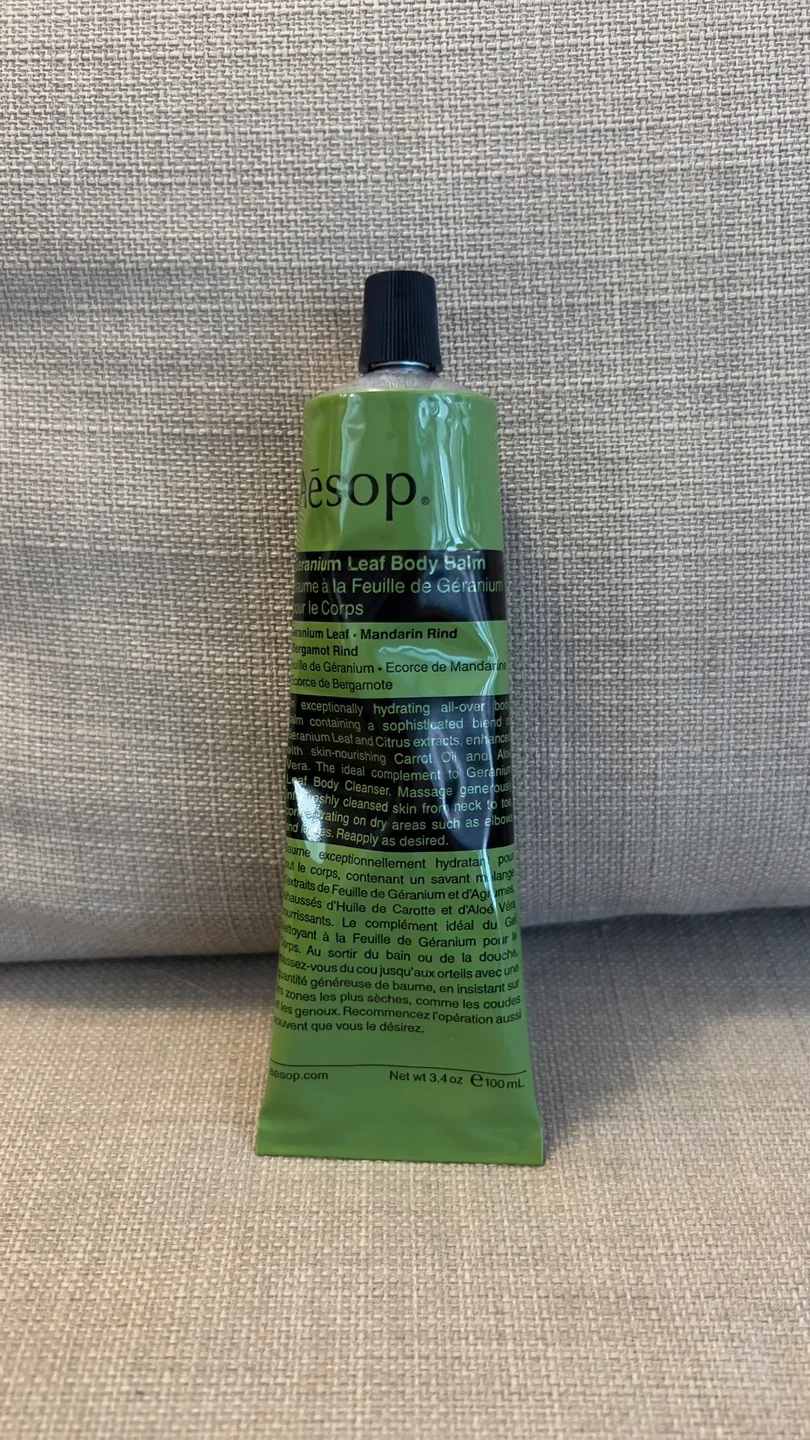 Aēsop®
Geranium Leaf Body Balm
Baume à la Feuille de Géranium
pour le Corps
Geranium Leaf • Mandarin Rind
Bergamot Rind
Feuille de Géranium • Ecorce de Mandarine
Ecorce de Bergamote
exceptionally hydrating all-over body
balm containing a sophisticated blend of
Geranium Leaf and Citrus extracts, enhanced
with skin-nourishing Carrot Oil and Aloe
Vera. The ideal complement to Geranium
Leaf Body Cleanser. Massage generously
into freshly cleansed skin from neck to toe,
concentrating on dry areas such as elbows
and knees. Reapply as desired.
Baume exceptionnellement hydratant pour
tout le corps, contenant un savant mélange
d'extraits de Feuille de Géranium et d'Agrumes,
rehaussés d'Huile de Carotte et d'Aloé Véra
nourrissants. Le complément idéal du Gel
Nettoyant à la Feuille de Géranium pour le
Corps. Au sortir du bain ou de la douche,
massez-vous du cou jusqu'aux orteils avec une
quantité généreuse de baume, en insistant sur
les zones les plus sèches, comme les coudes
et les genoux. Recommencez l'opération aussi
souvent que vous le désirez.
aesop.com Net wt 3.4 oz ℮ 100 mL